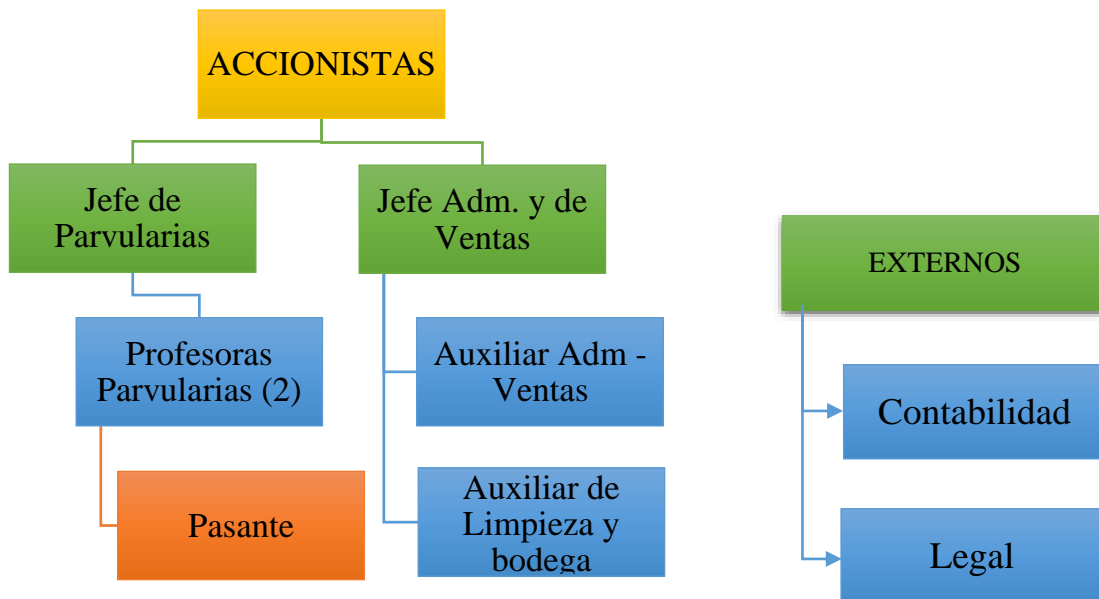 ACCIONISTAS
Jefe de
Parvularias
Jefe Adm. y de
Ventas
Profesoras
Parvularias (2)
Auxiliar Adm -
Ventas
Pasante
Auxiliar de
Limpieza y
bodega
EXTERNOS
Contabilidad
Legal